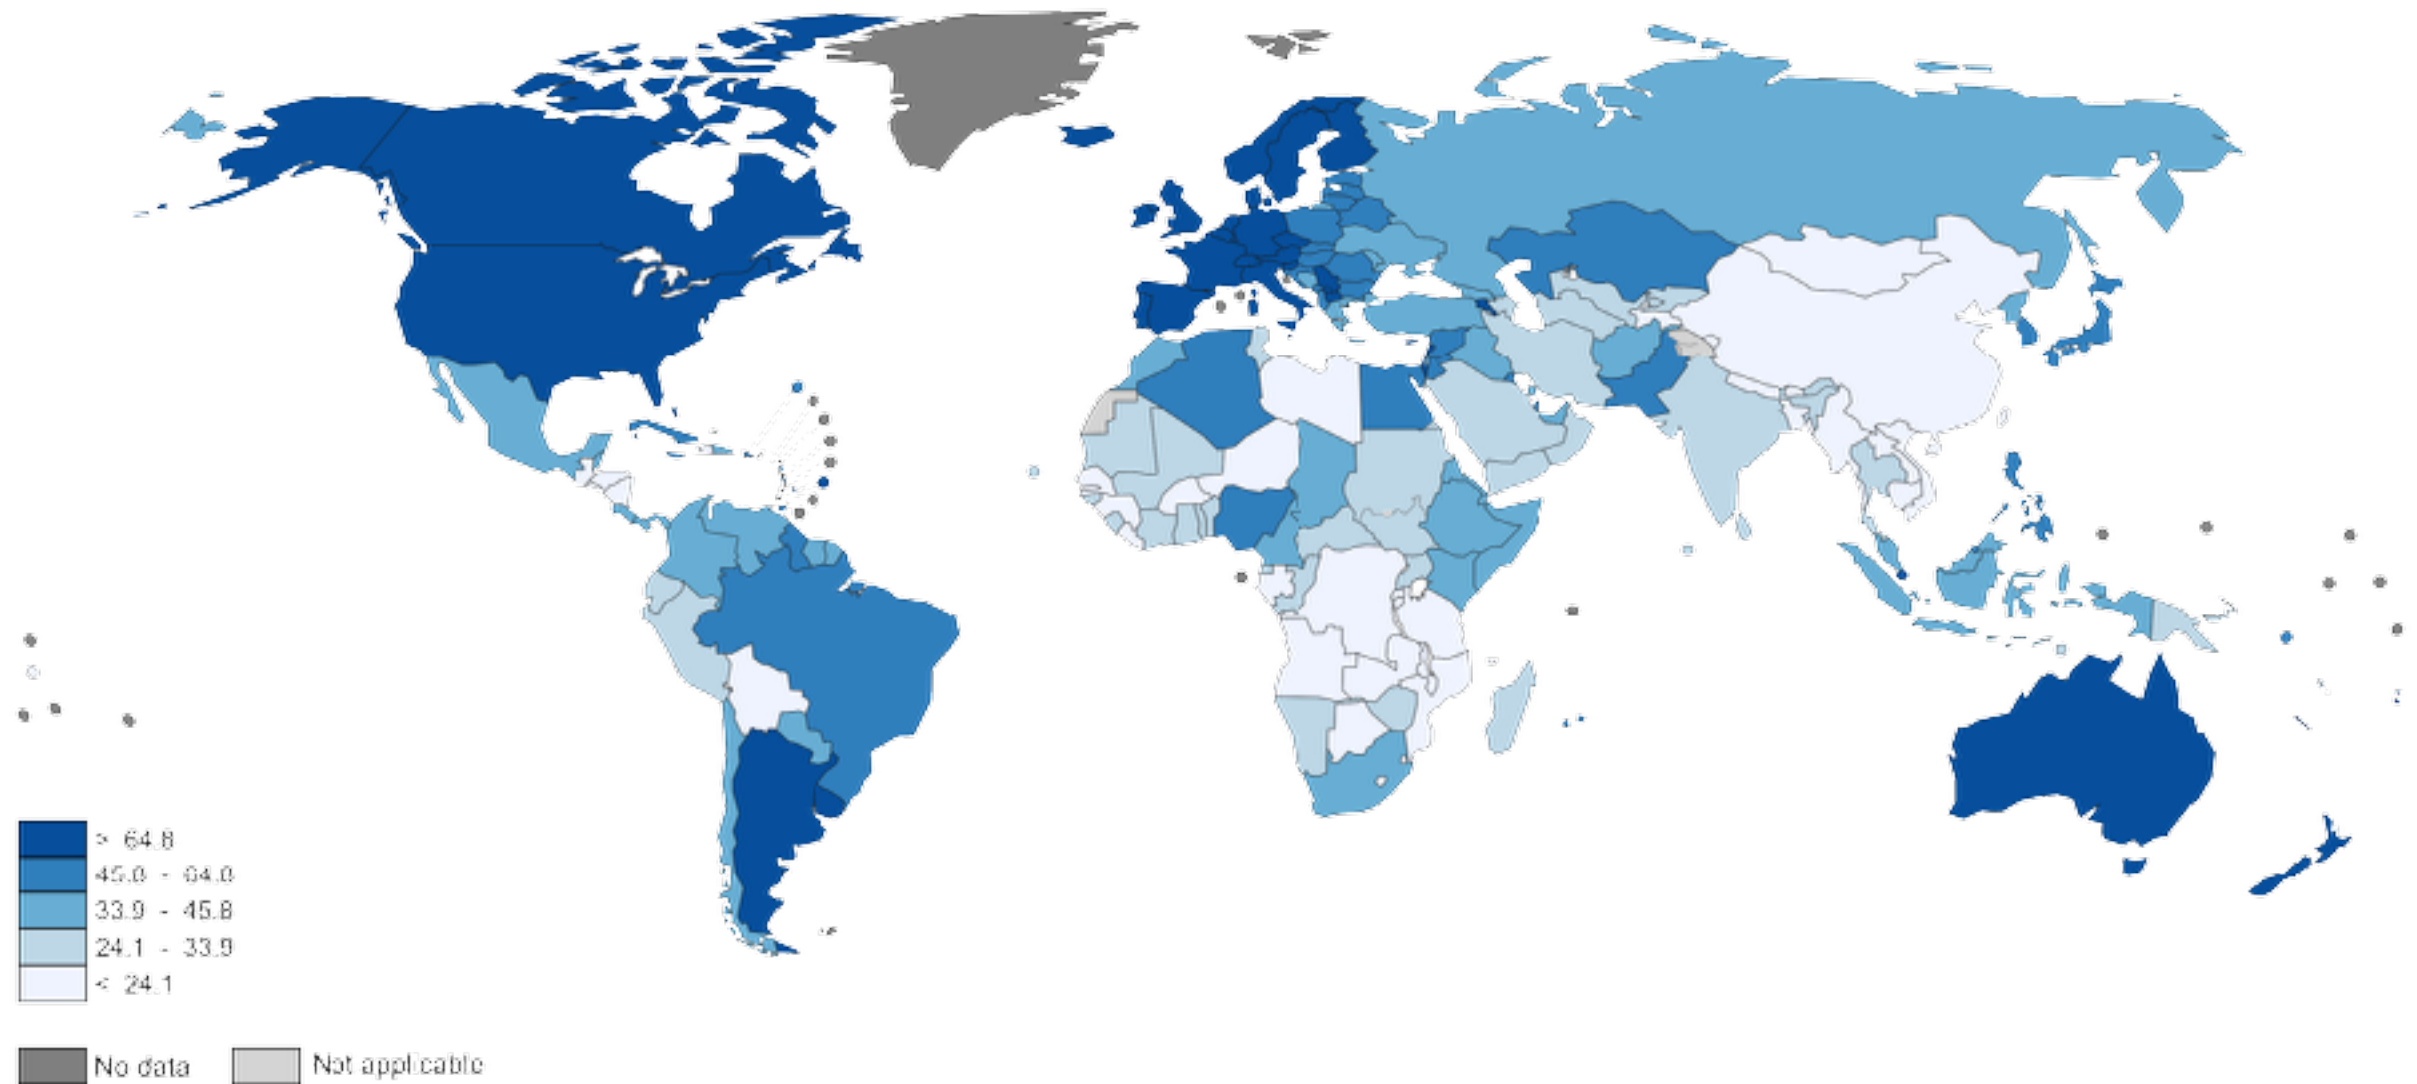 > 64.8
45.8 - 64.8
33.9 - 45.8
24.1 - 33.9
< 24.1
No data
Not applicable